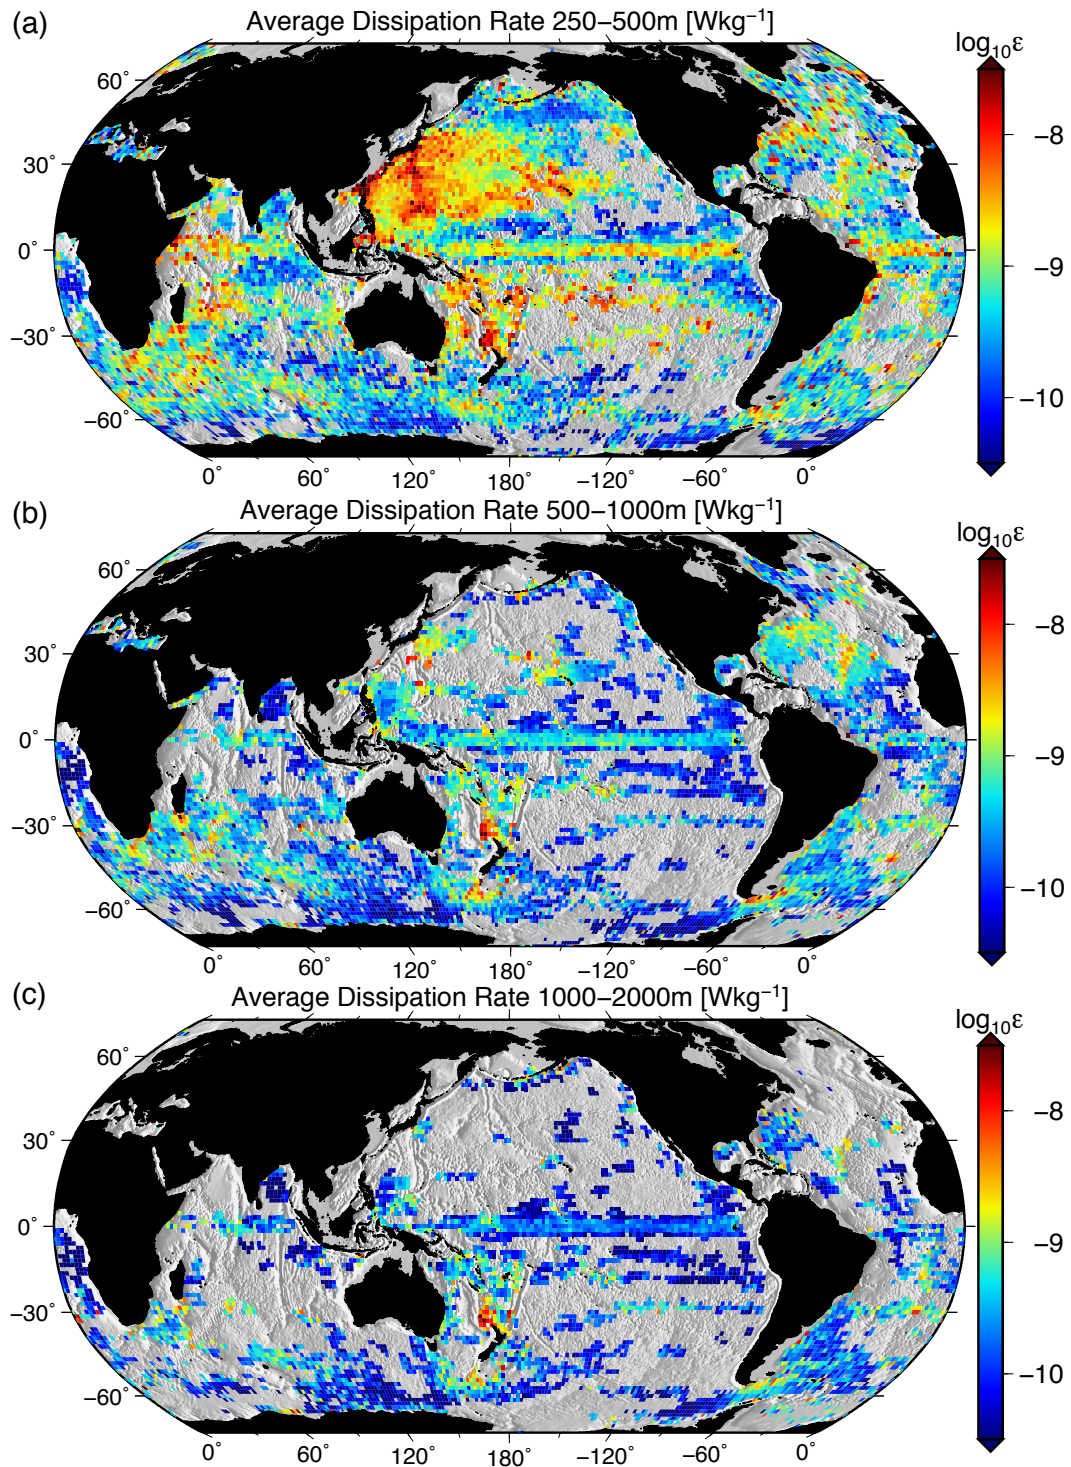 (a)
Average Dissipation Rate 250–500m [Wkg⁻¹]
log₁₀ε
60°
30°
0°
−30°
−60°
0° 60° 120° 180° −120° −60° 0°
−8
−9
−10
(b)
Average Dissipation Rate 500–1000m [Wkg⁻¹]
log₁₀ε
60°
30°
0°
−30°
−60°
0° 60° 120° 180° −120° −60° 0°
−8
−9
−10
(c)
Average Dissipation Rate 1000–2000m [Wkg⁻¹]
log₁₀ε
60°
30°
0°
−30°
−60°
0° 60° 120° 180° −120° −60° 0°
−8
−9
−10